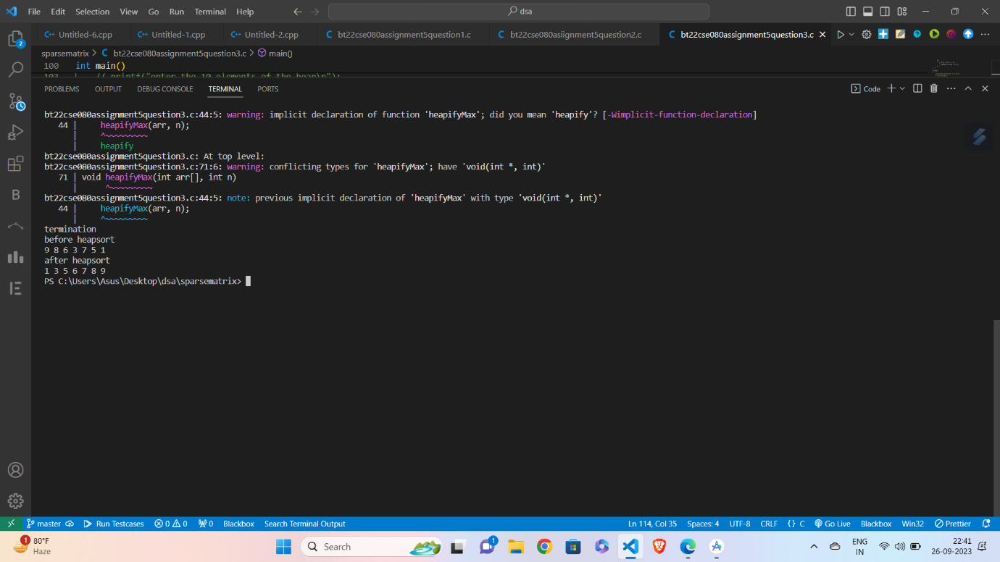 File Edit Selection View Go Run Terminal Help
dsa
Untitled-6.cpp Untitled-1.cpp Untitled-2.cpp bt22cse080assignment5question1.c bt22cse080assignment5question2.c bt22cse080assignment5question3.c
sparsematrix > C bt22cse080assignment5question3.c > main()
100 int main()
103 // printf("enter the 10 elements of the heap\n");
PROBLEMS OUTPUT DEBUG CONSOLE TERMINAL PORTS
Code
bt22cse080assignment5question3.c:44:5: warning: implicit declaration of function 'heapifyMax'; did you mean 'heapify'? [-Wimplicit-function-declaration]
44 | heapifyMax(arr, n);
| ^~~~~~~~~~
| heapify
bt22cse080assignment5question3.c: At top level:
bt22cse080assignment5question3.c:71:6: warning: conflicting types for 'heapifyMax'; have 'void(int *, int)'
71 | void heapifyMax(int arr[], int n)
| ^~~~~~~~~~
bt22cse080assignment5question3.c:44:5: note: previous implicit declaration of 'heapifyMax' with type 'void(int *, int)'
44 | heapifyMax(arr, n);
| ^~~~~~~~~~
termination
before heapsort
9 8 6 3 7 5 1
after heapsort
1 3 5 6 7 8 9
PS C:\Users\Asus\Desktop\dsa\sparsematrix>
master Run Testcases 0 0 0 Blackbox Search Terminal Output Ln 114, Col 35 Spaces: 4 UTF-8 CRLF {} C Go Live Blackbox Win32 Prettier
1 80°F
Haze
Search
1
ENG
IN
22:41
26-09-2023